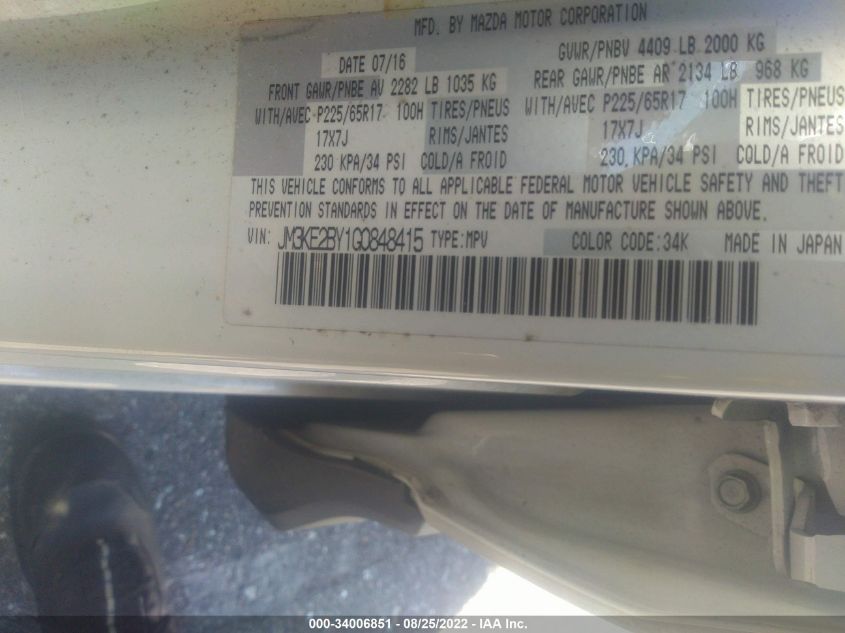 MFD. BY MAZDA MOTOR CORPORATION
DATE 07/16
GVWR/PNBV 4409 LB 2000 KG
FRONT GAWR/PNBE AV 2282 LB 1035 KG
REAR GAWR/PNBE AR 2134 LB 968 KG
WITH/AVEC P225/65R17 100H TIRES/PNEUS
WITH/AVEC P225/65R17 100H TIRES/PNEUS
17X7J RIMS/JANTES
17X7J RIMS/JANTES
230 KPA/34 PSI COLD/A FROID
230 KPA/34 PSI COLD/A FROID
THIS VEHICLE CONFORMS TO ALL APPLICABLE FEDERAL MOTOR VEHICLE SAFETY AND THEFT
PREVENTION STANDARDS IN EFFECT ON THE DATE OF MANUFACTURE SHOWN ABOVE.
VIN: JM3KE2BY1G0848415 TYPE:MPV COLOR CODE:34K MADE IN JAPAN
000-34006851 - 08/25/2022 - IAA Inc.